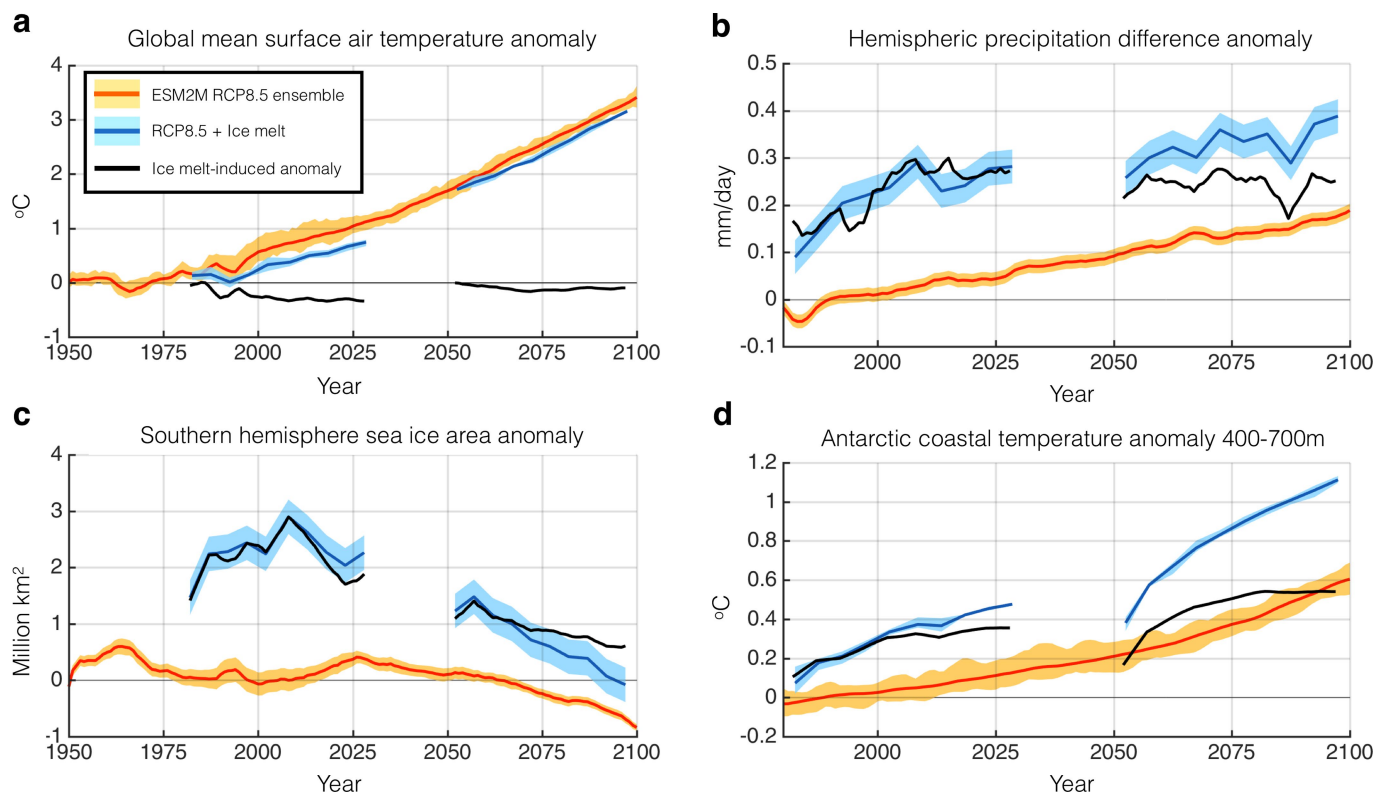 a
Global mean surface air temperature anomaly
4
3
2
1
0
-1
ºC
ESM2M RCP8.5 ensemble
RCP8.5 + Ice melt
Ice melt-induced anomaly
1950 1975 2000 2025 2050 2075 2100
Year
b
Hemispheric precipitation difference anomaly
0.5
0.4
0.3
0.2
0.1
0
-0.1
mm/day
2000 2025 2050 2075 2100
Year
c
Southern hemisphere sea ice area anomaly
4
3
2
1
0
-1
Million km²
1950 1975 2000 2025 2050 2075 2100
Year
d
Antarctic coastal temperature anomaly 400-700m
1.2
1
0.8
0.6
0.4
0.2
0
-0.2
ºC
2000 2025 2050 2075 2100
Year